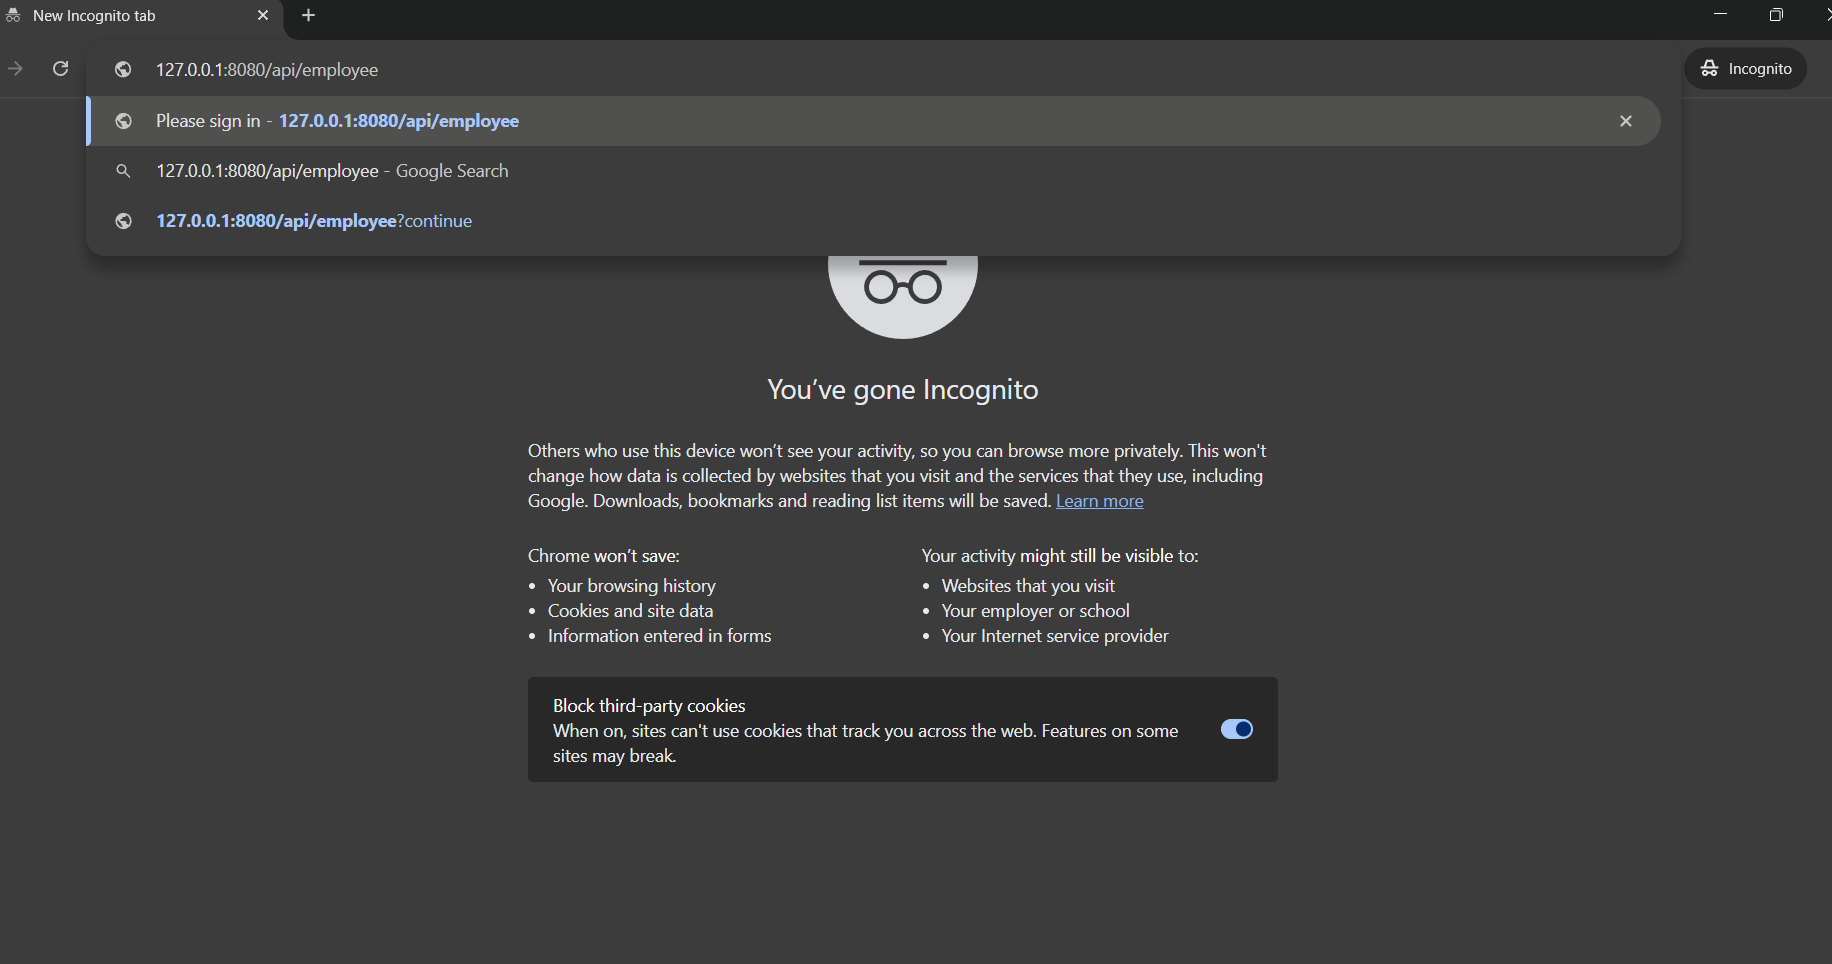 New Incognito tab
127.0.0.1:8080/api/employee
Incognito
Please sign in - 127.0.0.1:8080/api/employee
127.0.0.1:8080/api/employee - Google Search
127.0.0.1:8080/api/employee?continue
You've gone Incognito
Others who use this device won't see your activity, so you can browse more privately. This won't
change how data is collected by websites that you visit and the services that they use, including
Google. Downloads, bookmarks and reading list items will be saved. Learn more
Chrome won't save:
Your browsing history
Cookies and site data
Information entered in forms
Your activity might still be visible to:
Websites that you visit
Your employer or school
Your Internet service provider
Block third-party cookies
When on, sites can't use cookies that track you across the web. Features on some
sites may break.